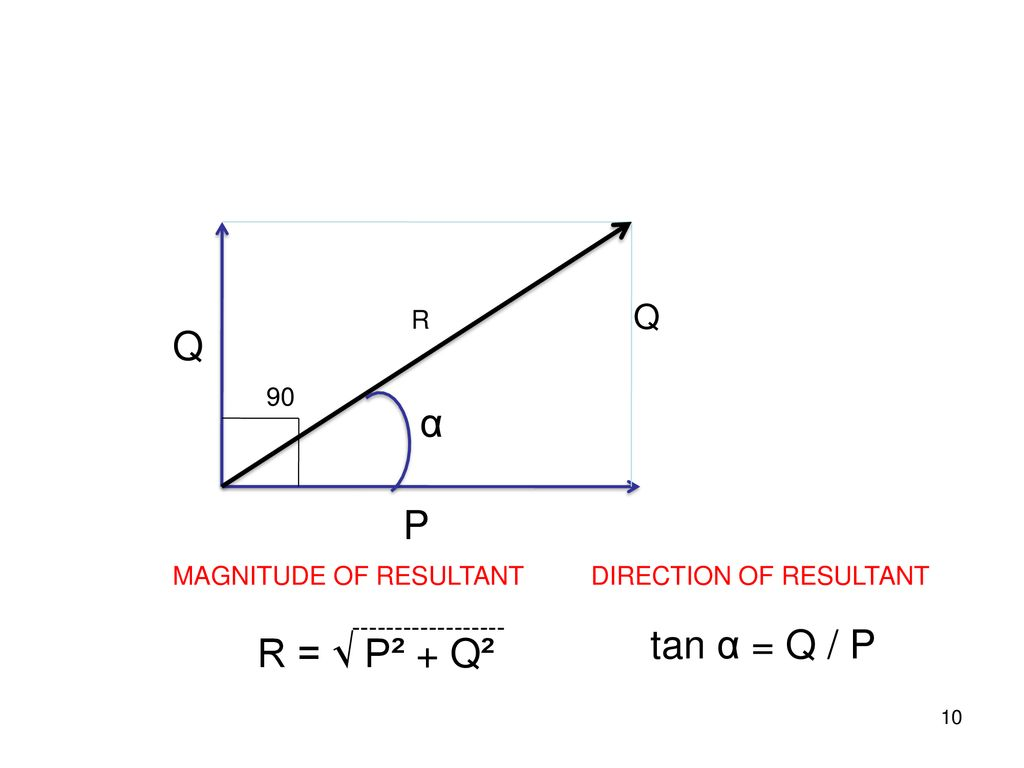 R
Q
Q
90
α
P
MAGNITUDE OF RESULTANT
DIRECTION OF RESULTANT
R = √ P² + Q²
tan α = Q / P
10